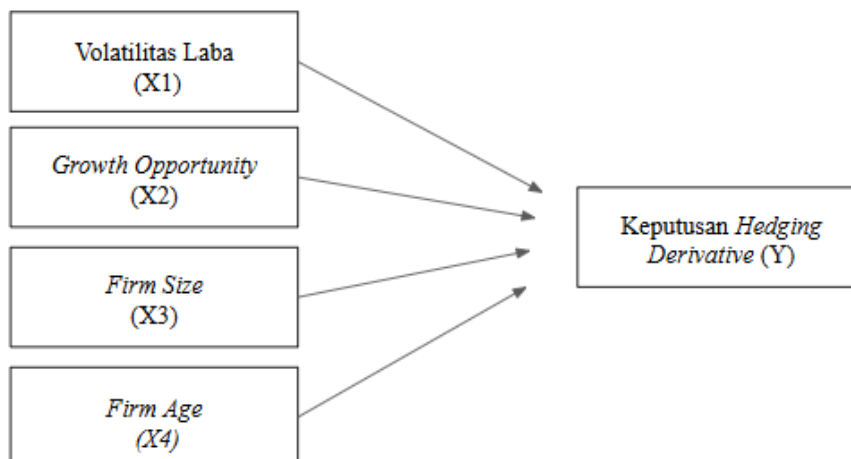 Volatilitas Laba
(X1)
Growth Opportunity
(X2)
Firm Size
(X3)
Firm Age
(X4)
Keputusan Hedging
Derivative (Y)